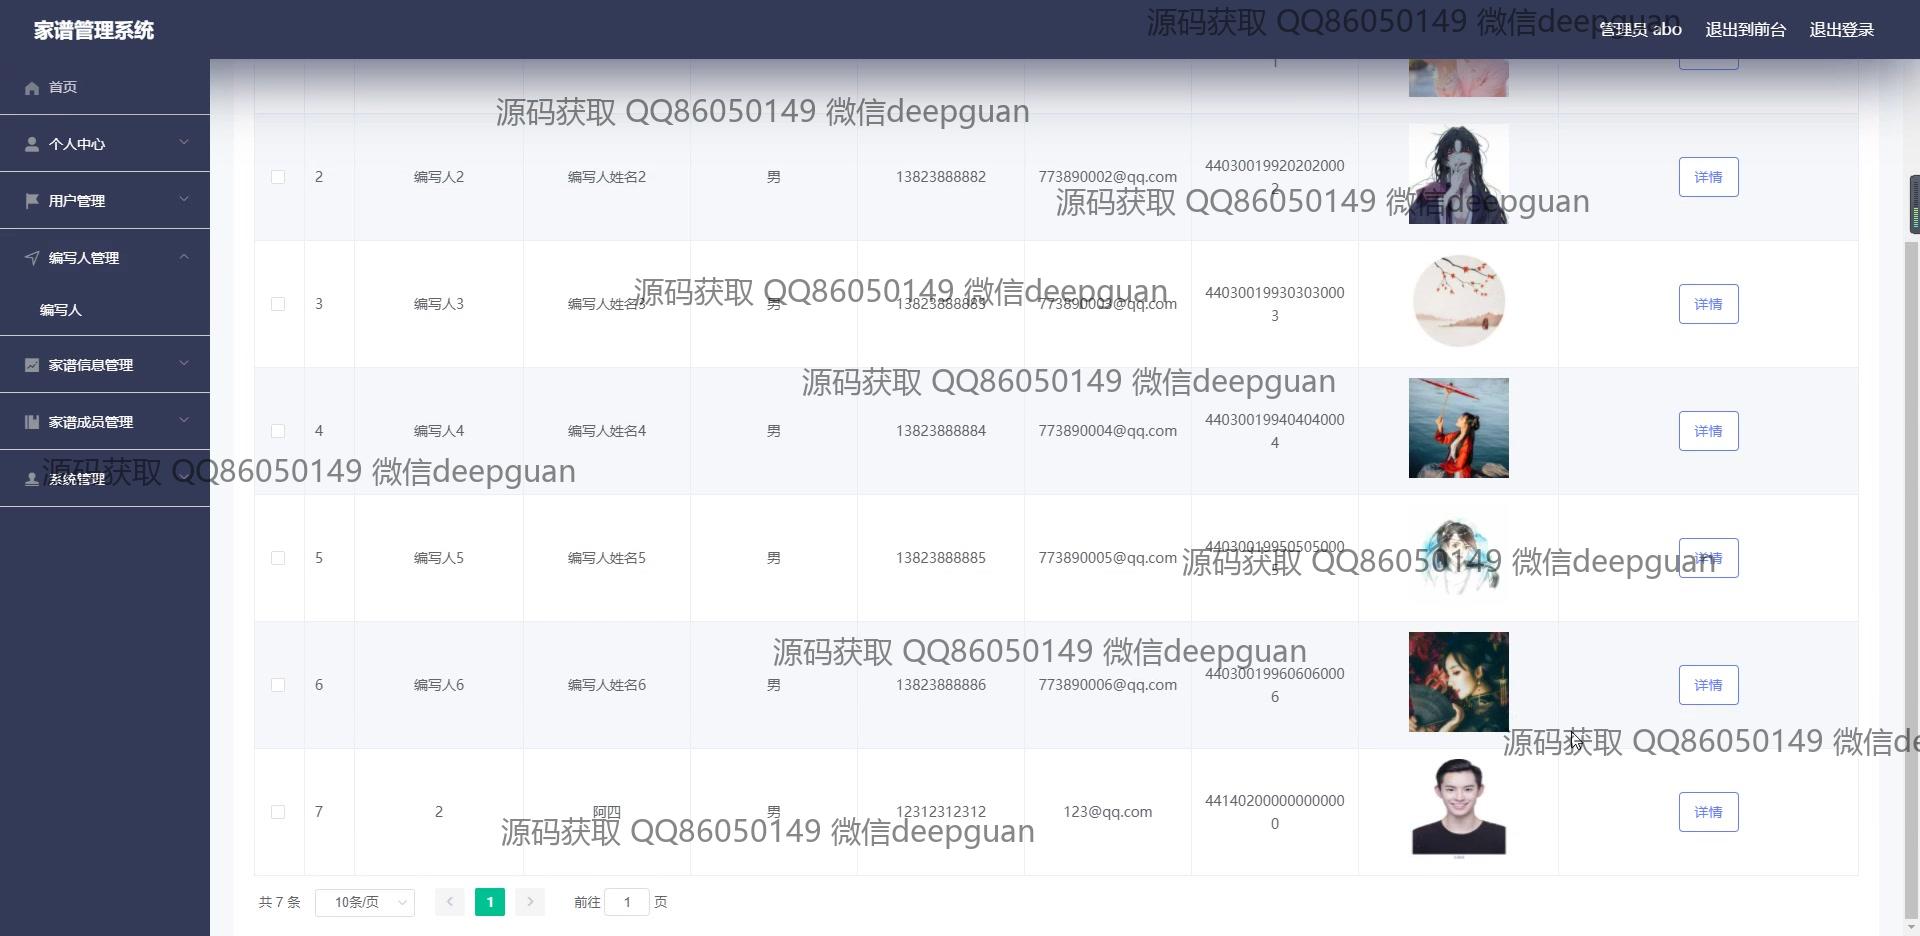 家谱管理系统
源码获取 QQ86050149 微信deepguan
管理员 abo 退出到前台 退出登录
首页
个人中心
用户管理
编写人管理
编写人
家谱信息管理
家谱成员管理
系统管理
源码获取 QQ86050149 微信deepguan
2 编写人2 编写人姓名2 男 13823888882 773890002@qq.com 44030019920202000
2
详情
源码获取 QQ86050149 微信deepguan
源码获取 QQ86050149 微信deepguan
3 编写人3 编写人姓名3 男 13823888883 773890003@qq.com 44030019930303000
3
详情
源码获取 QQ86050149 微信deepguan
4 编写人4 编写人姓名4 男 13823888884 773890004@qq.com 44030019940404000
4
详情
源码获取 QQ86050149 微信deepguan
5 编写人5 编写人姓名5 男 13823888885 773890005@qq.com 44030019950505000
5
详情
源码获取 QQ86050149 微信deepguan
源码获取 QQ86050149 微信deepguan
6 编写人6 编写人姓名6 男 13823888886 773890006@qq.com 44030019960606000
6
详情
源码获取 QQ86050149 微信de
7 2 阿四 男 12312312312 123@qq.com 44140200000000000
0
详情
源码获取 QQ86050149 微信deepguan
共 7 条 10条/页 1 前往 1 页